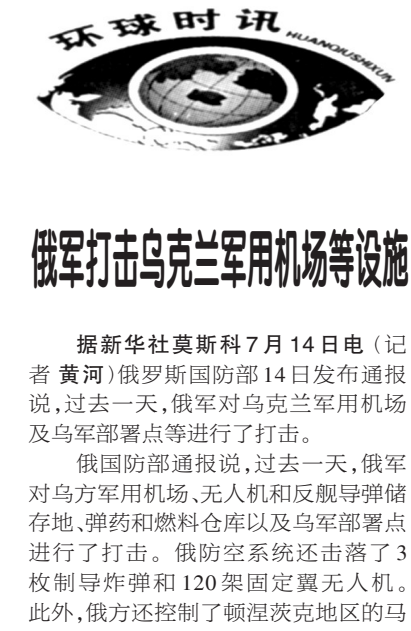 环球时讯
HUANQIUSHIXUN
俄军打击乌克兰军用机场等设施
据新华社莫斯科7月14日电（记
者 黄河）俄罗斯国防部14日发布通报
说，过去一天，俄军对乌克兰军用机场
及乌军部署点等进行了打击。
俄国防部通报说，过去一天，俄军
对乌方军用机场、无人机和反舰导弹储
存地、弹药和燃料仓库以及乌军部署点
进行了打击。俄防空系统还击落了3
枚制导炸弹和120架固定翼无人机。
此外，俄方还控制了顿涅茨克地区的马